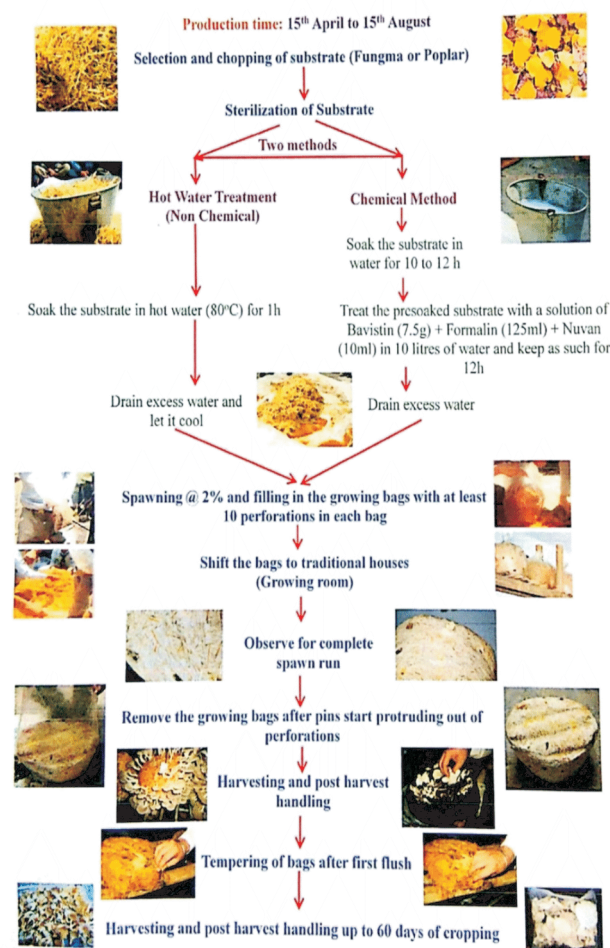 Production time: 15th April to 15th August
Selection and chopping of substrate (Fungma or Poplar)
Sterilization of Substrate
Two methods
Hot Water Treatment
(Non Chemical)
Soak the substrate in hot water (80ºC) for 1h
Drain excess water and
let it cool
Chemical Method
Soak the substrate in
water for 10 to 12 h
Treat the presoaked substrate with a solution of
Bavistin (7.5g) + Formalin (125ml) + Nuvan
(10ml) in 10 litres of water and keep as such for
12h
Drain excess water
Spawning @ 2% and filling in the growing bags with at least
10 perforations in each bag
Shift the bags to traditional houses
(Growing room)
Observe for complete
spawn run
Remove the growing bags after pins start protruding out of
perforations
Harvesting and post harvest
handling
Tempering of bags after first flush
Harvesting and post harvest handling up to 60 days of cropping